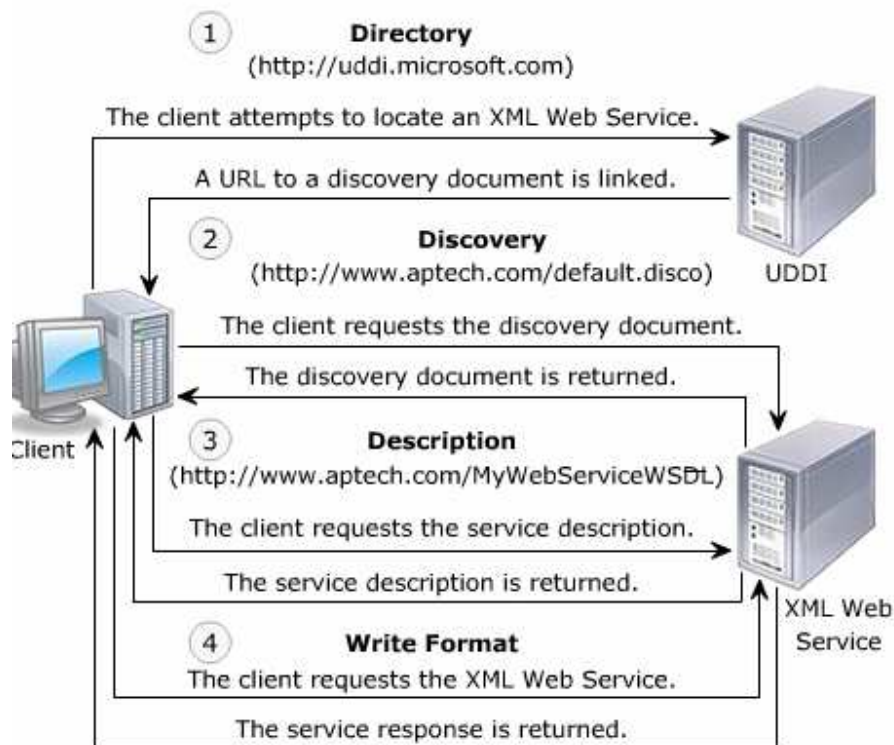 1 Directory
(http://uddi.microsoft.com)
The client attempts to locate an XML Web Service.
A URL to a discovery document is linked.
UDDI
2 Discovery
(http://www.aptech.com/default.disco)
The client requests the discovery document.
The discovery document is returned.
Client
3 Description
(http://www.aptech.com/MyWebServiceWSDL)
The client requests the service description.
The service description is returned.
XML Web
Service
4 Write Format
The client requests the XML Web Service.
The service response is returned.